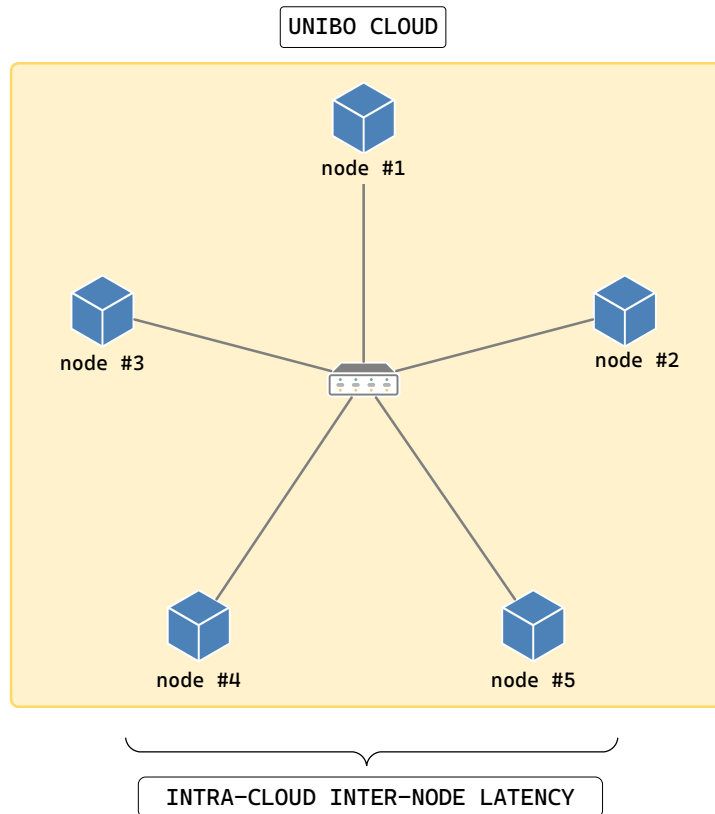 UNIBO CLOUD
node #1
node #3
node #2
node #4
node #5
INTRA-CLOUD INTER-NODE LATENCY